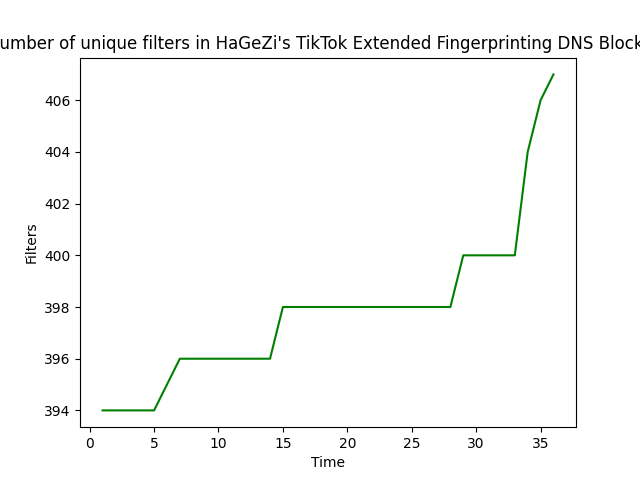 umber of unique filters in HaGeZi's TikTok Extended Fingerprinting DNS Block
406
404
402
400
398
396
394
Filters
0 5 10 15 20 25 30 35
Time